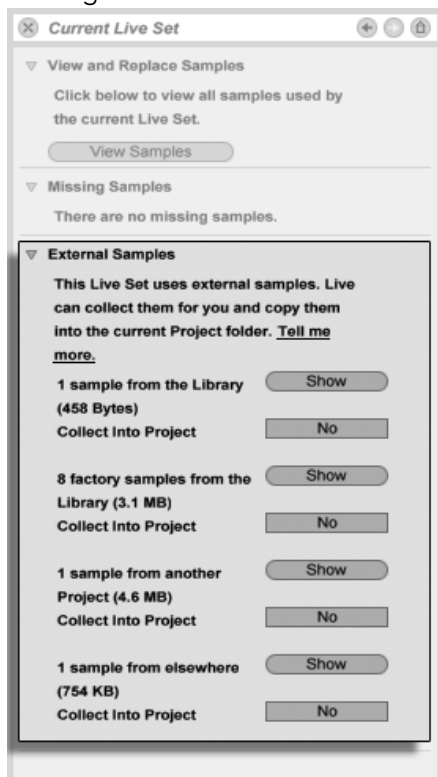 Current Live Set
View and Replace Samples
Click below to view all samples used by
the current Live Set.
View Samples
Missing Samples
There are no missing samples.
External Samples
This Live Set uses external samples. Live
can collect them for you and copy them
into the current Project folder. Tell me
more.
1 sample from the Library Show
(458 Bytes)
Collect Into Project No
8 factory samples from the Show
Library (3.1 MB)
Collect Into Project No
1 sample from another Show
Project (4.6 MB)
Collect Into Project No
1 sample from elsewhere Show
(754 KB)
Collect Into Project No